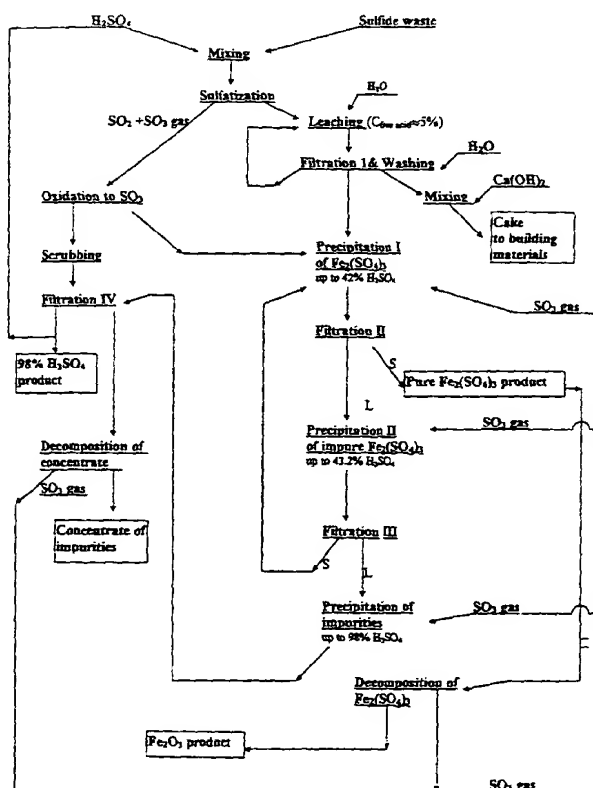 H₂SO₄
Sulfide waste
Mixing
Sulfatization
SO₂ +SO₃ gas
H₂O
Leaching (C free acid≈5%)
Filtration 1& Washing
H₂O
Ca(OH)₂
Mixing
Oxidation to SO₃
Cake
to building
materials
Precipitation I
of Fe₂(SO₄)₃
up to 42% H₂SO₄
Scrubbing
Filtration IV
SO₃ gas
Filtration II
98% H₂SO₄
product
S
Pure Fe₂(SO₄)₃ product
L
Precipitation II
of impure Fe₂(SO₄)₃
up to 43.2% H₂SO₄
SO₃ gas
Decomposition of
concentrate
SO₃ gas
Concentrate of
impurities
Filtration III
S
L
Precipitation of
impurities
up to 98% H₂SO₄
SO₃ gas
Decomposition of
Fe₂(SO₄)₃
Fe₂O₃ product
SO₃ gas